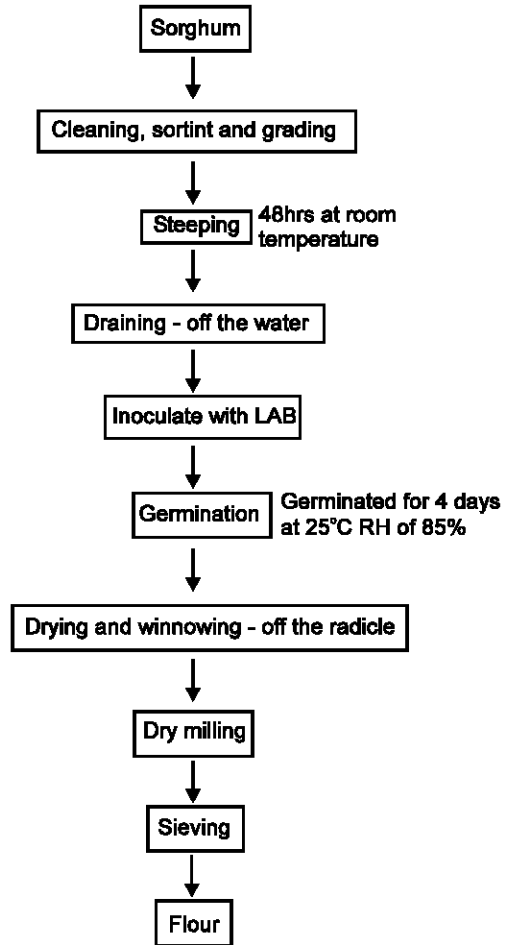 Sorghum
Cleaning, sortint and grading
Steeping
48hrs at room
temperature
Draining - off the water
Inoculate with LAB
Germination
Germinated for 4 days
at 25°C RH of 85%
Drying and winnowing - off the radicle
Dry milling
Sieving
Flour